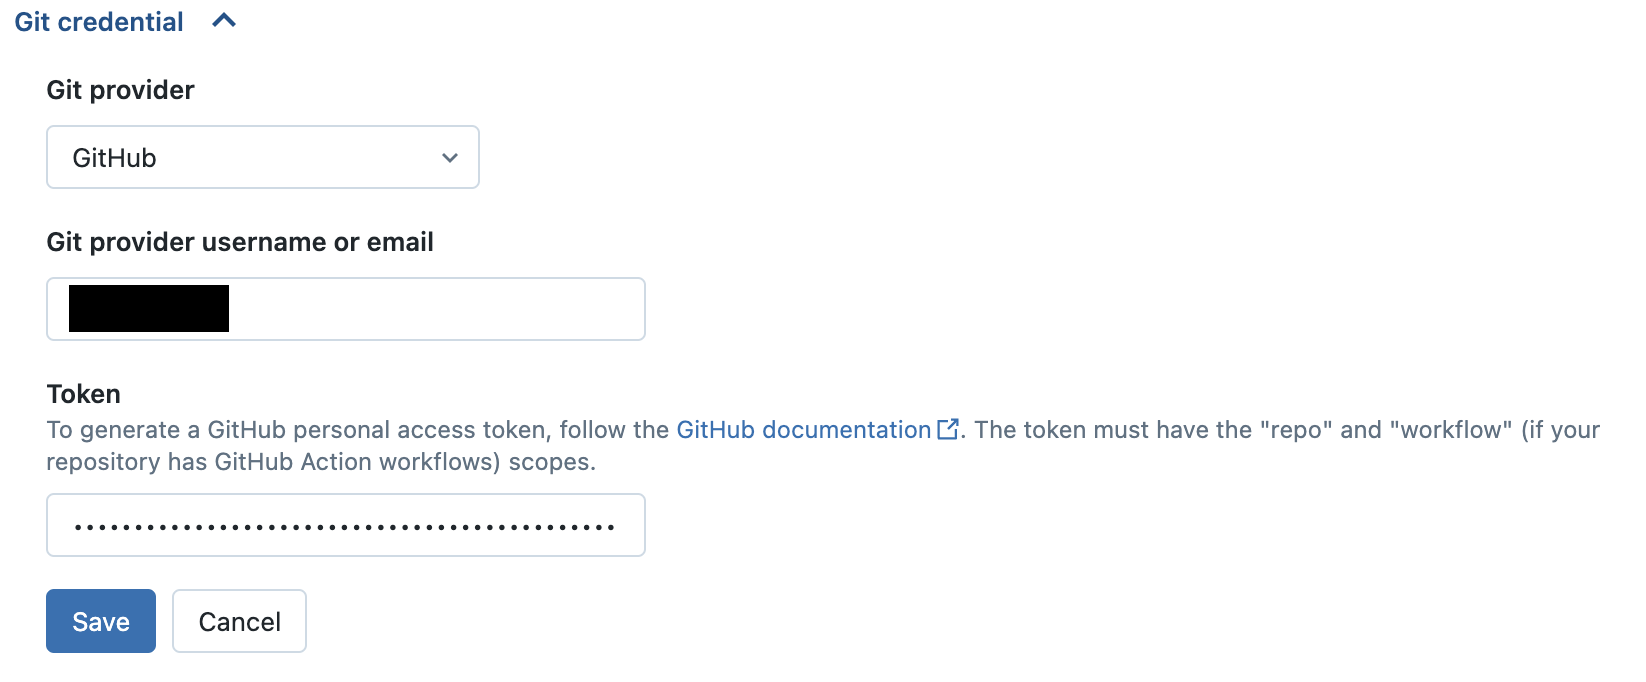 Git credential
Git provider
GitHub
Git provider username or email
Token
To generate a GitHub personal access token, follow the GitHub documentation. The token must have the "repo" and "workflow" (if your
repository has GitHub Action workflows) scopes.
••••••••••••••••••••••••••••••••••••••••••••••
Save Cancel